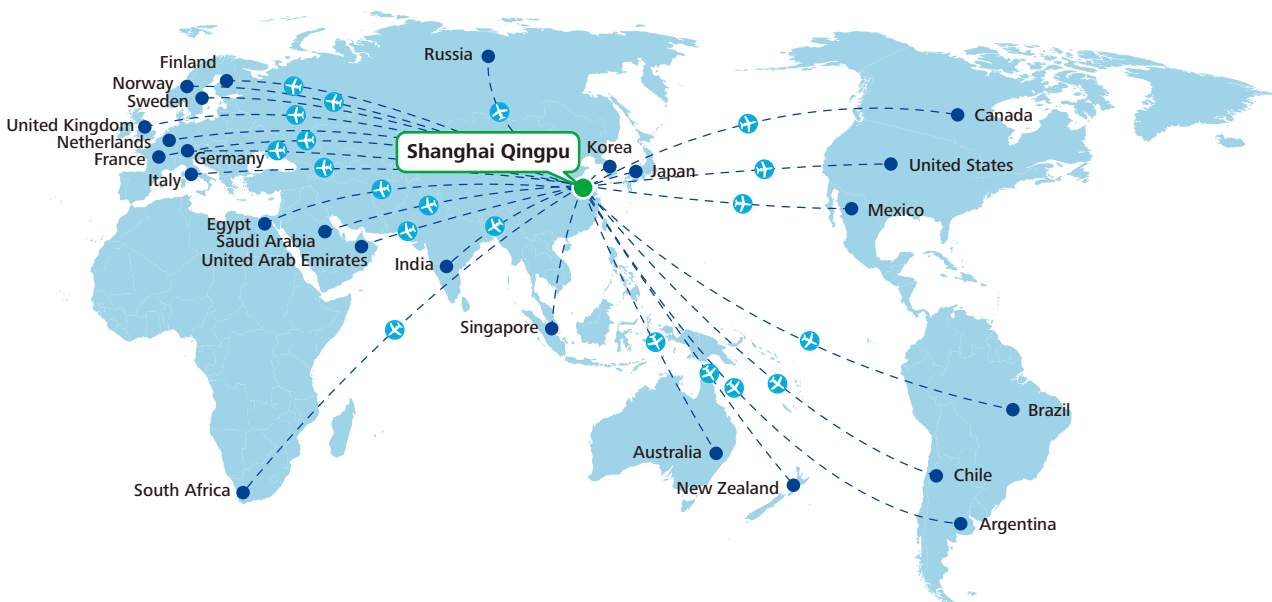 Russia
Finland
Norway
Sweden
Canada
United Kingdom
Netherlands
Shanghai Qingpu
Korea
France
Germany
United States
Japan
Italy
Mexico
Egypt
Saudi Arabia
United Arab Emirates
India
Singapore
Brazil
Australia
Chile
New Zealand
South Africa
Argentina